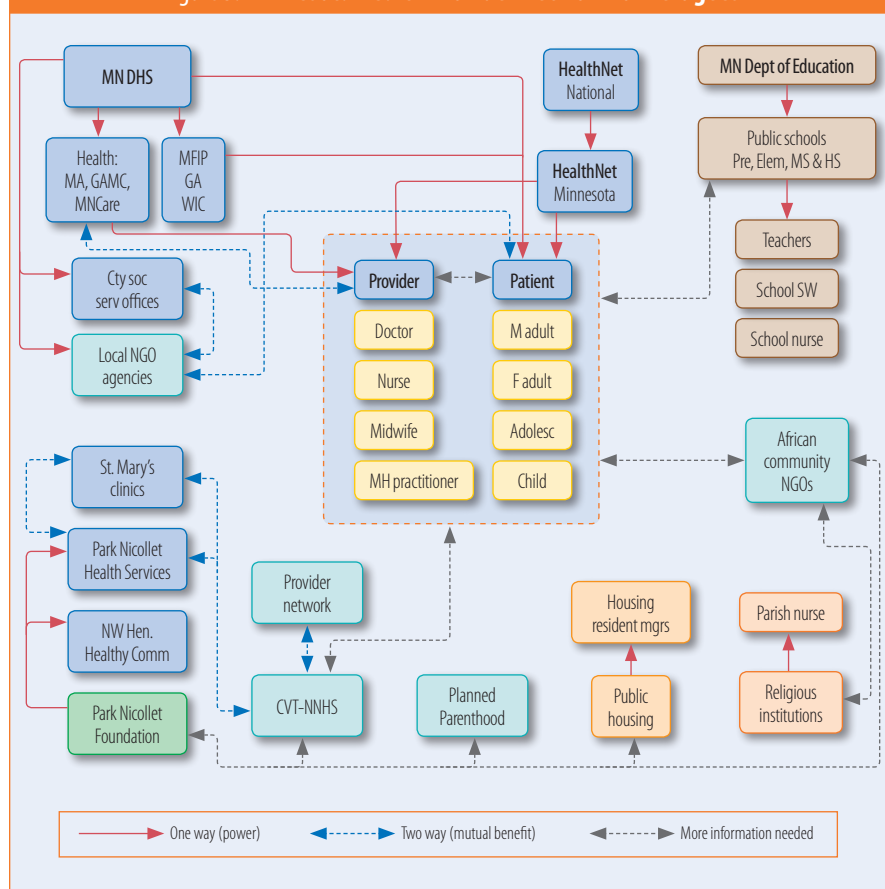 MN DHS
HealthNet
National
MN Dept of Education
Health:
MA, GAMC,
MNCare
MFIP
GA
WIC
HealthNet
Minnesota
Public schools
Pre, Elem, MS & HS
Teachers
School SW
School nurse
Cty soc
serv offices
Local NGO
agencies
Provider
Patient
Doctor
M adult
Nurse
F adult
Midwife
Adolesc
MH practitioner
Child
St. Mary's
clinics
African
community
NGOs
Park Nicollet
Health Services
Provider
network
Housing
resident mgrs
Parish nurse
NW Hen.
Healthy Comm
Park Nicollet
Foundation
CVT–NNHS
Planned
Parenthood
Public
housing
Religious
institutions
One way (power)
Two way (mutual benefit)
More information needed